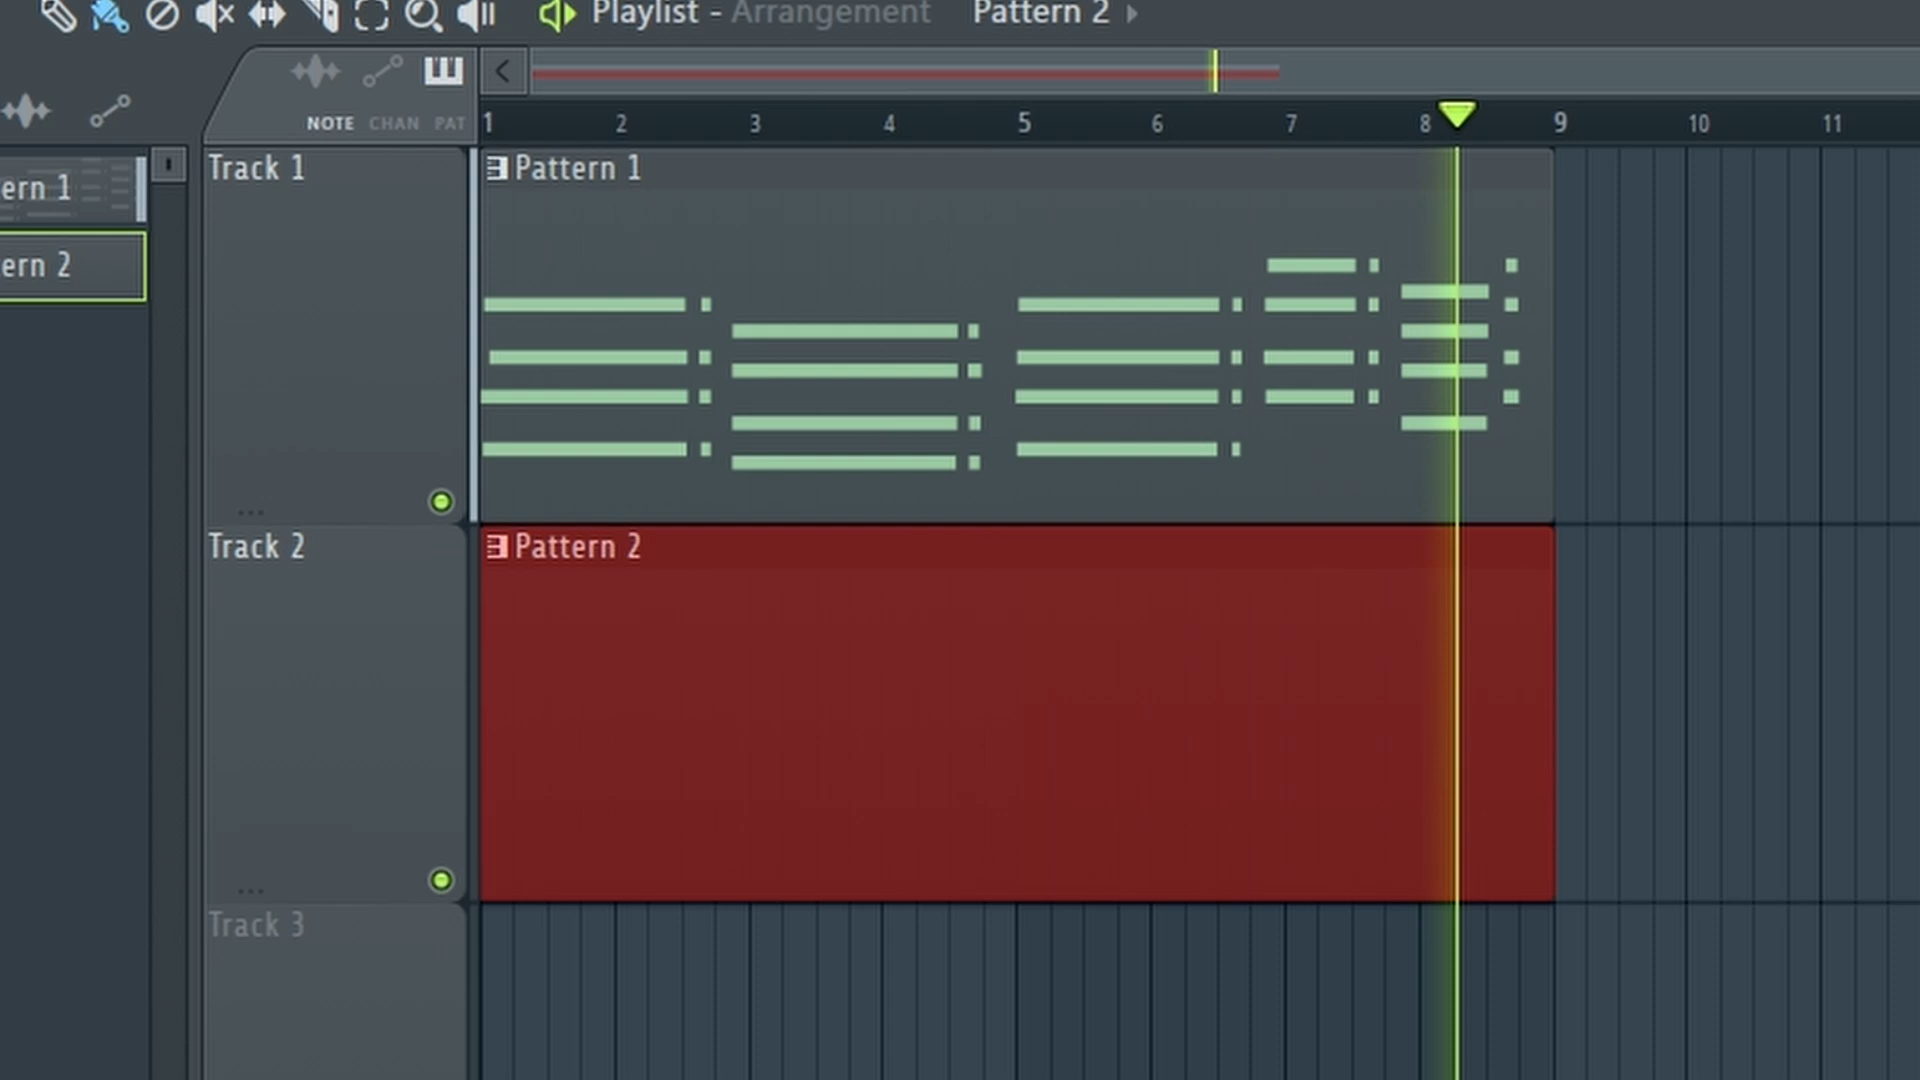 Playlist - Arrangement Pattern 2
NOTE CHAN PAT
1 2 3 4 5 6 7 8 9 10 11
ern 1
ern 2
Track 1
Pattern 1
Track 2
Pattern 2
Track 3